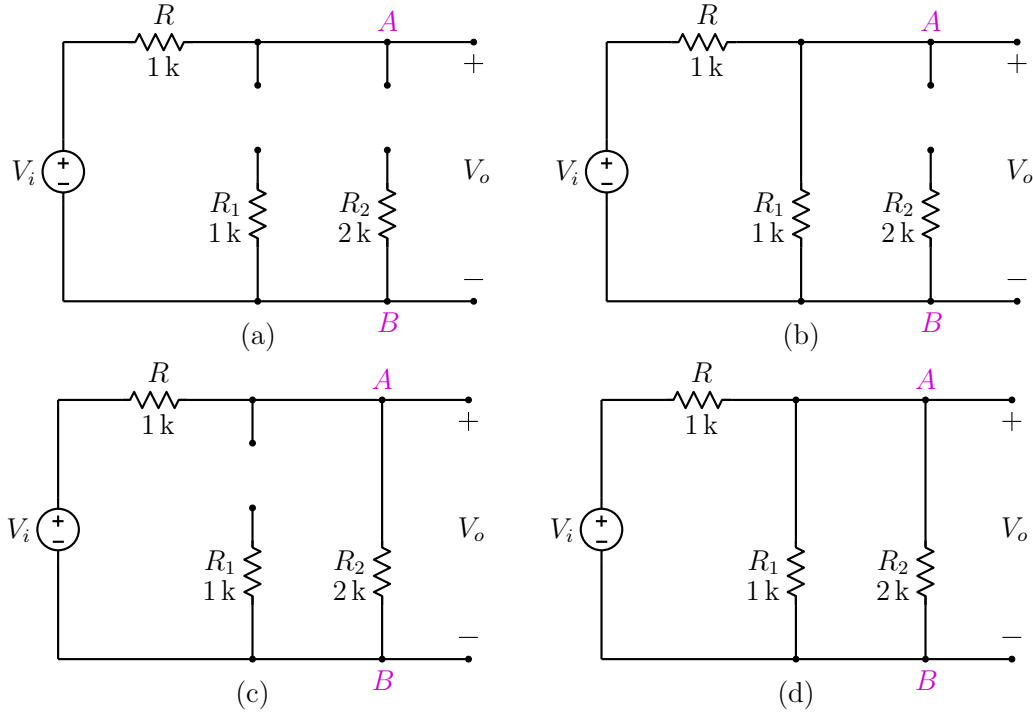 R A R A
1 k + 1 k +
V_i + − R_1 1 k R_2 2 k V_o V_i + − R_1 1 k R_2 2 k V_o
− −
B B
(a) (b)
R A R A
1 k + 1 k +
V_i + − R_1 1 k R_2 2 k V_o V_i + − R_1 1 k R_2 2 k V_o
− −
B B
(c) (d)